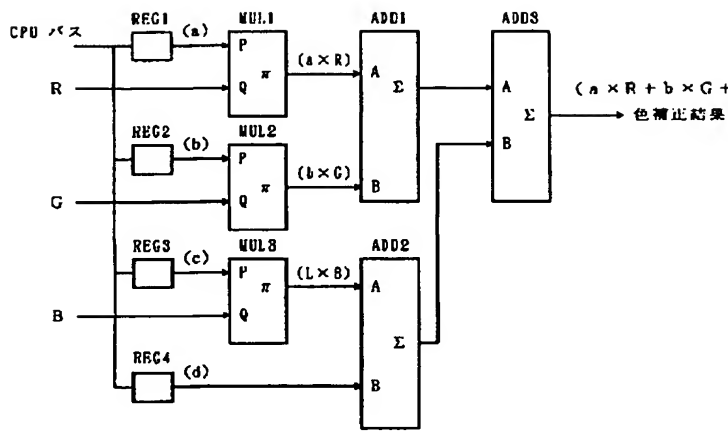 CPU バス
REG1
(a)
MUL1
P
Q
π
R
(a×R)
ADD1
A
Σ
B
ADD3
A
Σ
B
(a×R+b×G+
色補正結果
REG2
(b)
MUL2
P
Q
π
G
(b×G)
REG3
(c)
MUL3
P
Q
π
B
(L×B)
ADD2
A
Σ
B
REG4
(d)